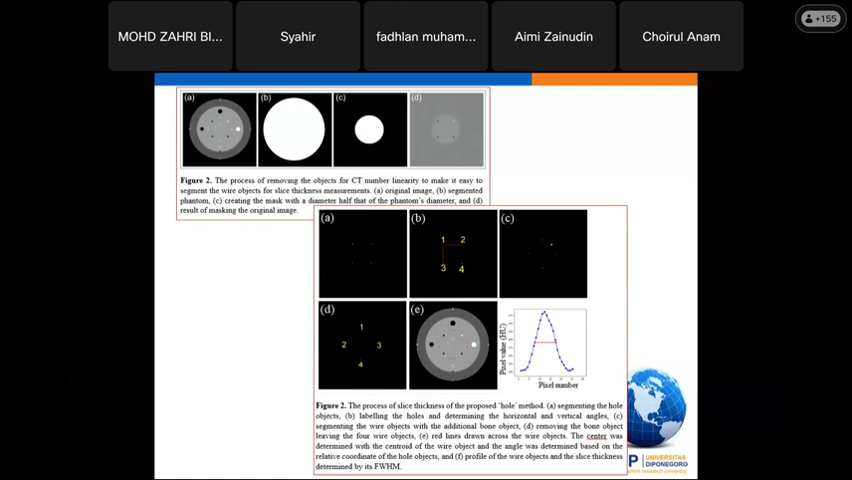 MOHD ZAHRI BI...
Syahir
fadhlan muham...
Aimi Zainudin
Choirul Anam
+155
(a)
(b)
(c)
(d)
Figure 2. The process of removing the objects for CT number linearity to make it easy to
segment the wire objects for slice thickness measurements. (a) original image, (b) segmented
phantom, (c) creating the mask with a diameter half that of the phantom's diameter, and (d)
result of masking the original image.
(a)
(b)
1 2
3 4
(c)
(d)
1
2 3
4
(e)
Pixel value (HU)
Pixel number
Figure 2. The process of slice thickness of the proposed 'hole' method. (a) segmenting the hole
objects, (b) labelling the holes and determining the horizontal and vertical angles, (c)
segmenting the wire objects with the additional bone object, (d) removing the bone object
leaving the four wire objects, (e) red lines drawn across the wire objects. The center was
determined with the centroid of the wire object and the angle was determined based on the
relative coordinate of the hole objects, and (f) profile of the wire objects and the slice thickness
determined by its FWHM.
P
UNIVERSITAS
DIPONEGORO
research university